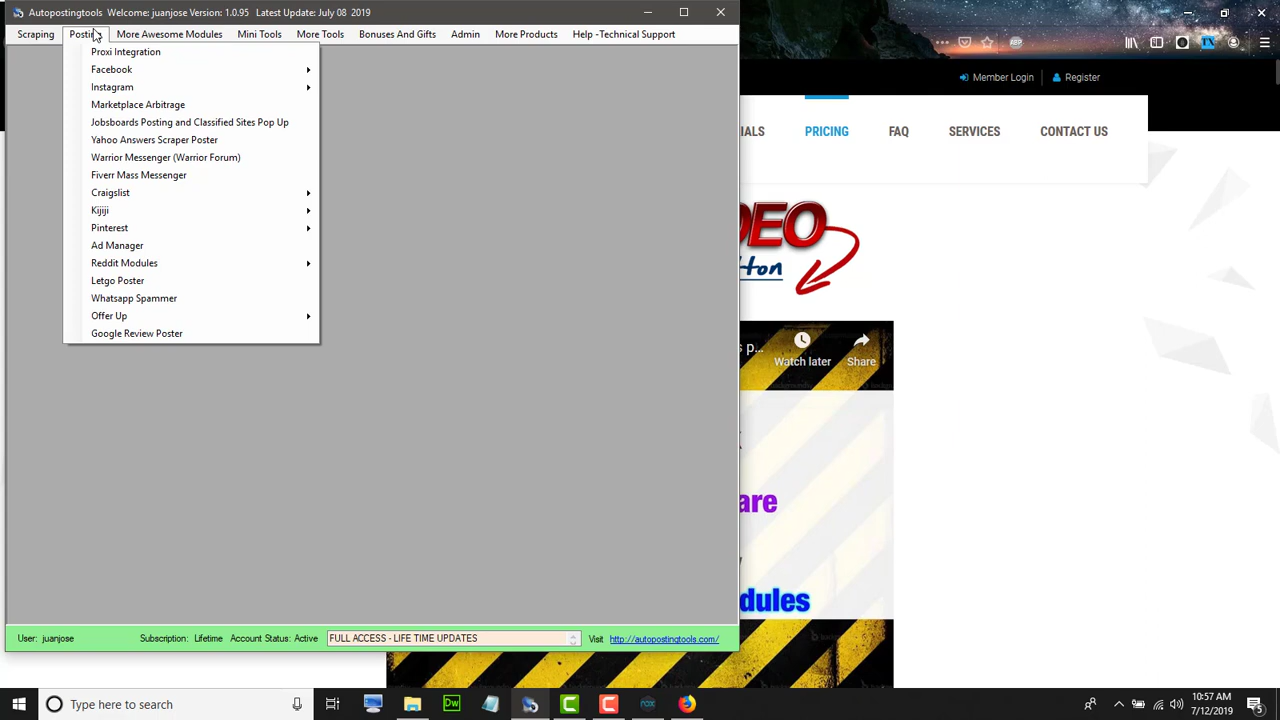 Autopostingtools Welcome: juanjose Version: 1.0.95 Latest Update: July 08 2019
Scraping Posting More Awesome Modules Mini Tools More Tools Bonuses And Gifts Admin More Products Help -Technical Support
Proxi Integration
Facebook
Instagram
Marketplace Arbitrage
Jobsboards Posting and Classified Sites Pop Up
Yahoo Answers Scraper Poster
Warrior Messenger (Warrior Forum)
Fiverr Mass Messenger
Craigslist
Kijiji
Pinterest
Ad Manager
Reddit Modules
Letgo Poster
Whatsapp Spammer
Offer Up
Google Review Poster
User: juanjose Subscription: Lifetime Account Status: Active FULL ACCESS - LIFE TIME UPDATES Visit http://autopostingtools.com/
Member Login Register
IALS PRICING FAQ SERVICES CONTACT US
DEO
tton
s p...
Watch later Share
are
dules
Type here to search
Dw
nox
10:57 AM
7/12/2019
5